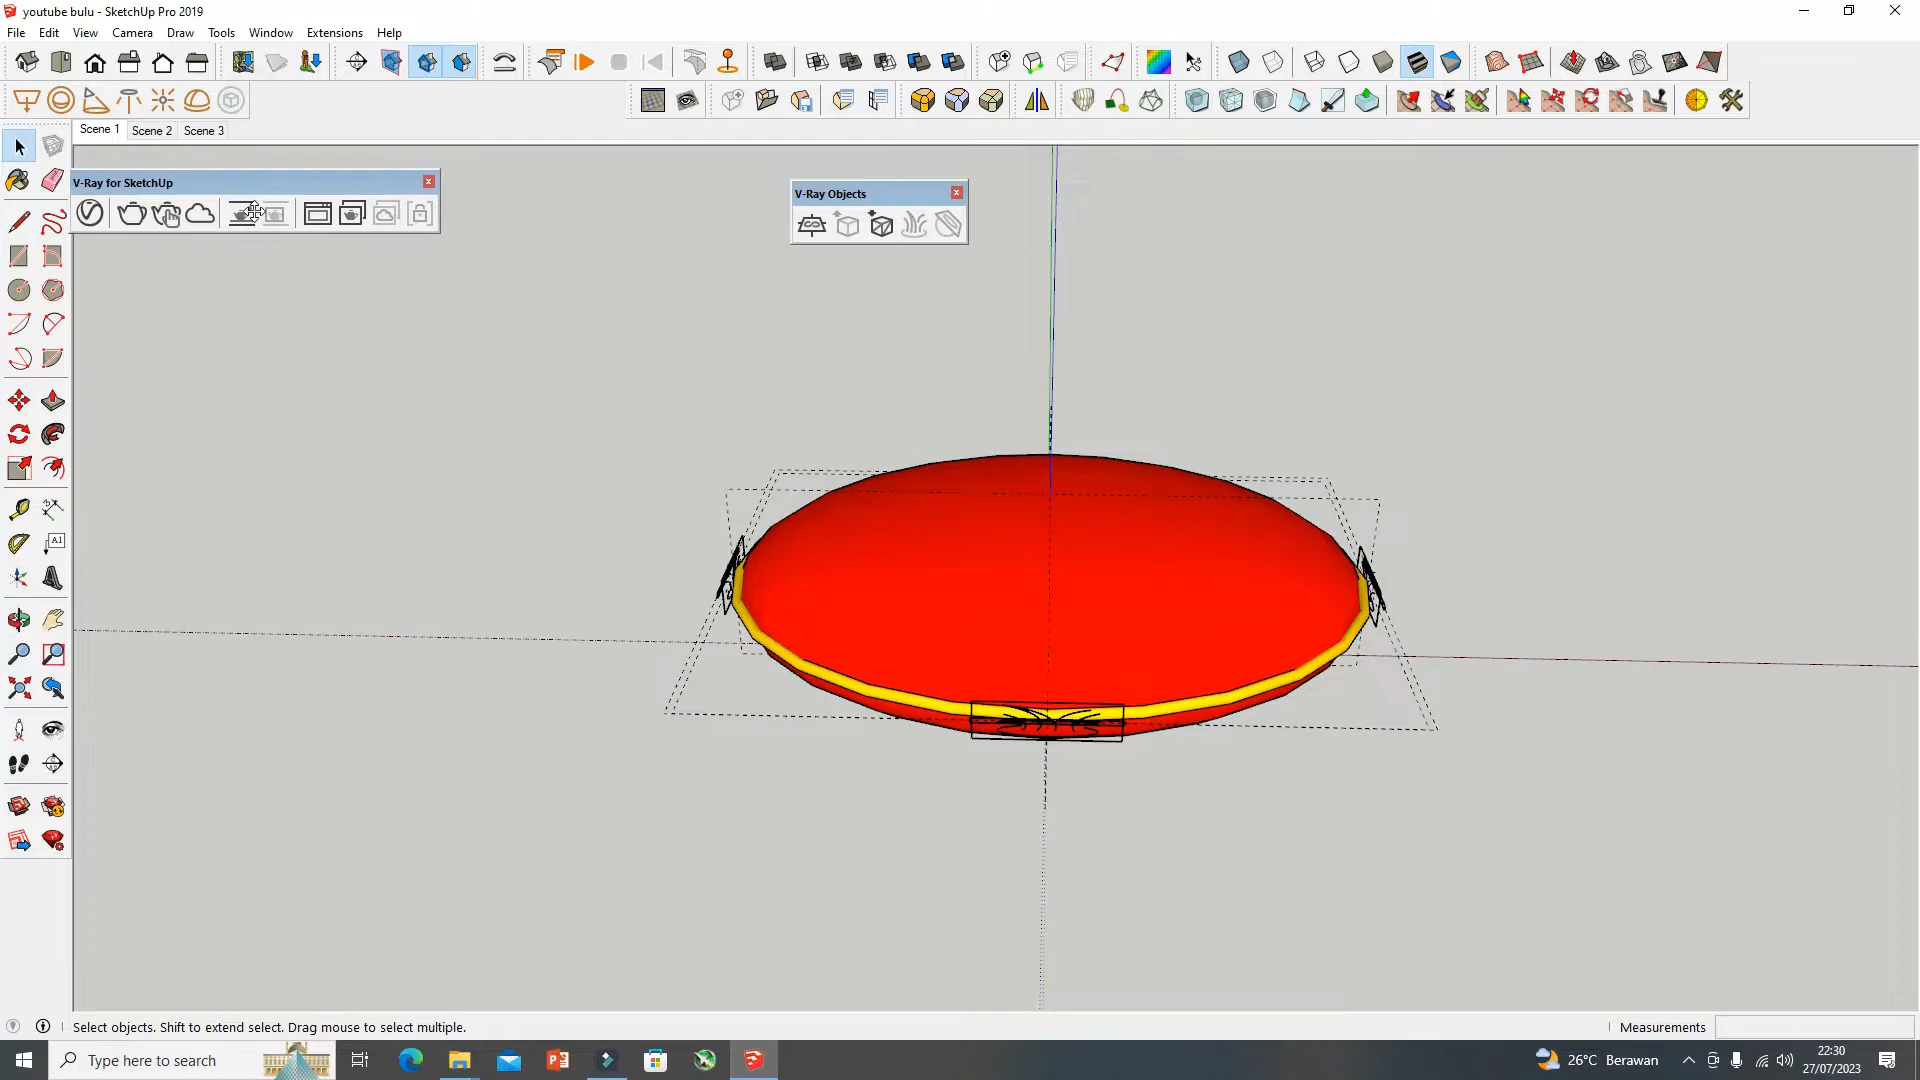 youtube bulu - SketchUp Pro 2019
File Edit View Camera Draw Tools Window Extensions Help
Scene 1 Scene 2 Scene 3
V-Ray for SketchUp
V-Ray Objects
A1
Select objects. Shift to extend select. Drag mouse to select multiple.
Measurements
Type here to search
26°C Berawan
22:30
27/07/2023